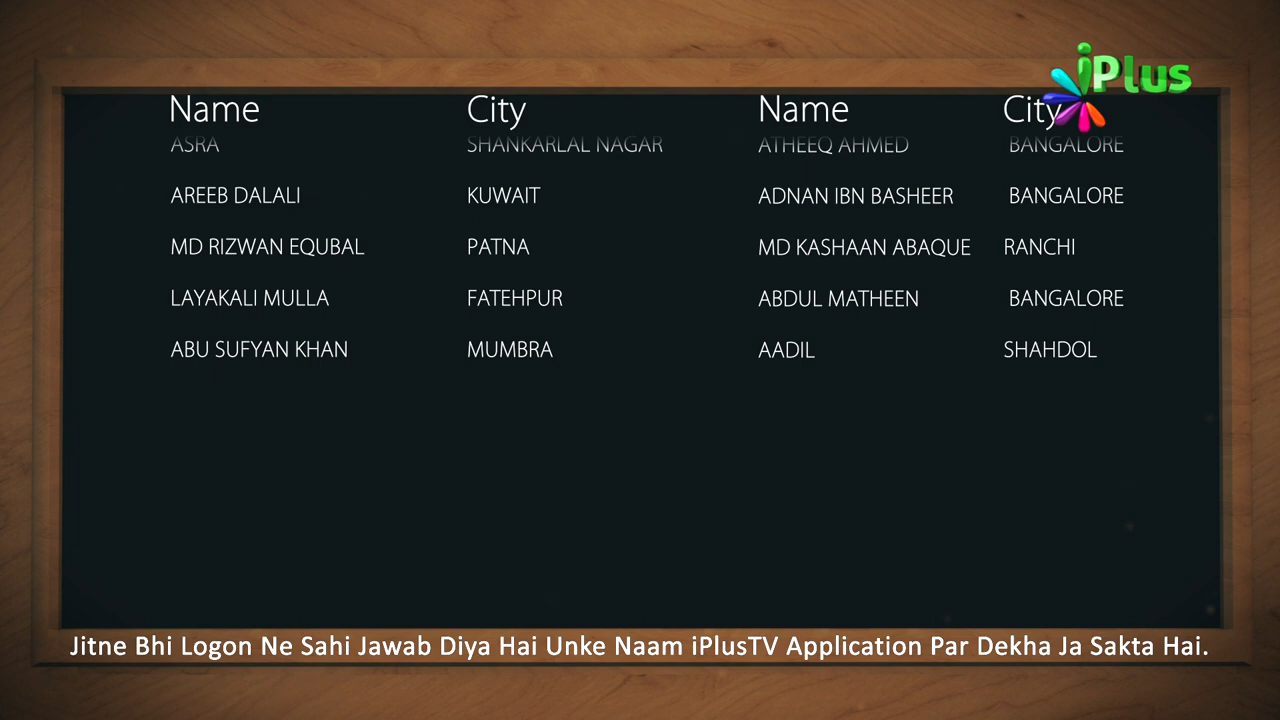 iPlus
Name City Name City
ASRA SHANKARLAL NAGAR ATHEEQ AHMED BANGALORE
AREEB DALALI KUWAIT ADNAN IBN BASHEER BANGALORE
MD RIZWAN EQUBAL PATNA MD KASHAAN ABAQUE RANCHI
LAYAKALI MULLA FATEHPUR ABDUL MATHEEN BANGALORE
ABU SUFYAN KHAN MUMBRA AADIL SHAHDOL
Jitne Bhi Logon Ne Sahi Jawab Diya Hai Unke Naam iPlusTV Application Par Dekha Ja Sakta Hai.